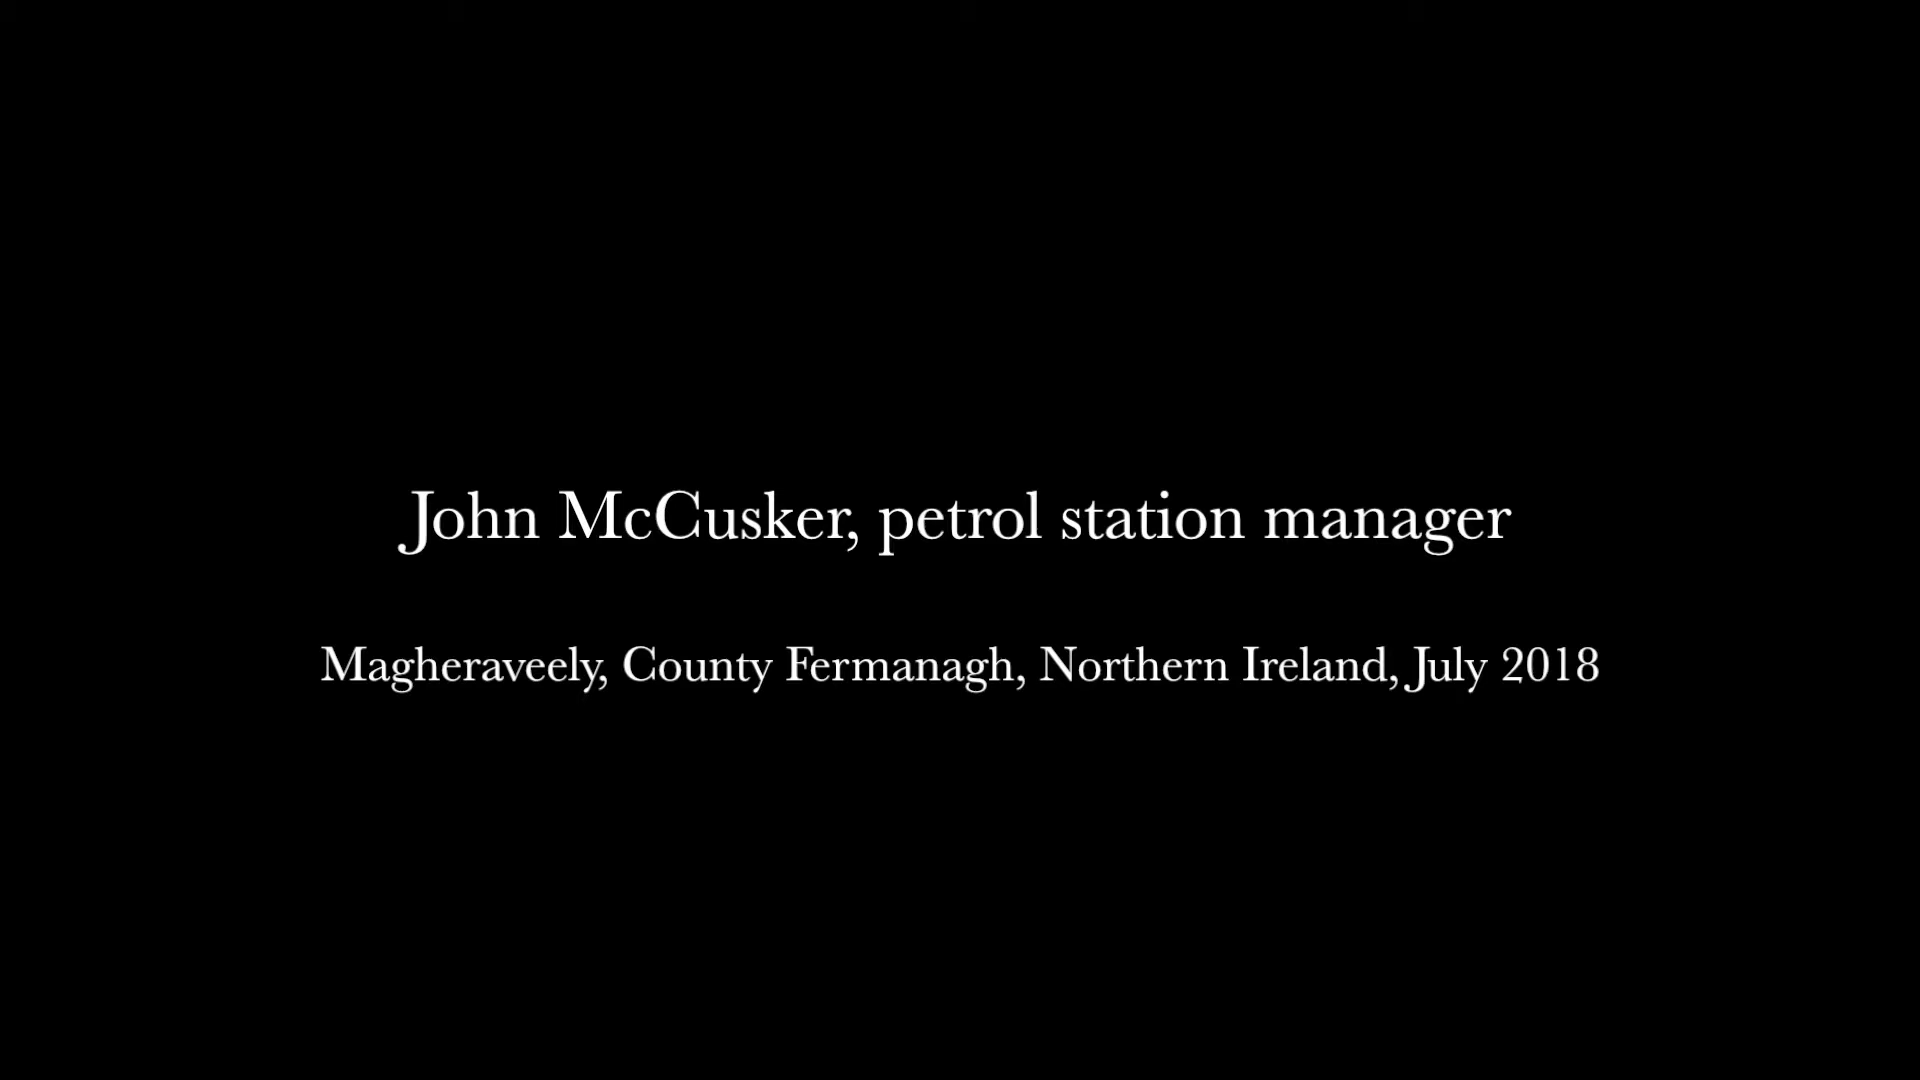 John McCusker, petrol station manager
Magheraveely, County Fermanagh, Northern Ireland, July 2018